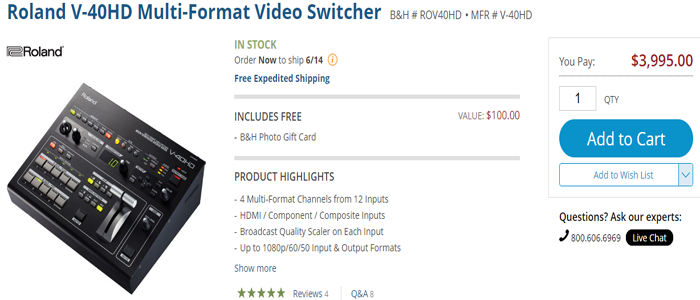 Roland V-40HD Multi-Format Video Switcher B&H # ROV40HD • MFR # V-40HD
Roland
IN STOCK
Order Now to ship 6/14
Free Expedited Shipping
INCLUDES FREE VALUE: $100.00
- B&H Photo Gift Card
PRODUCT HIGHLIGHTS
- 4 Multi-Format Channels from 12 Inputs
- HDMI / Component / Composite Inputs
- Broadcast Quality Scaler on Each Input
- Up to 1080p/60/50 Input & Output Formats
Show more
Reviews 4 Q&A 8
Roland
V-40HD
10
You Pay: $3,995.00
1 QTY
Add to Cart
Add to Wish List
Questions? Ask our experts:
800.606.6969 Live Chat